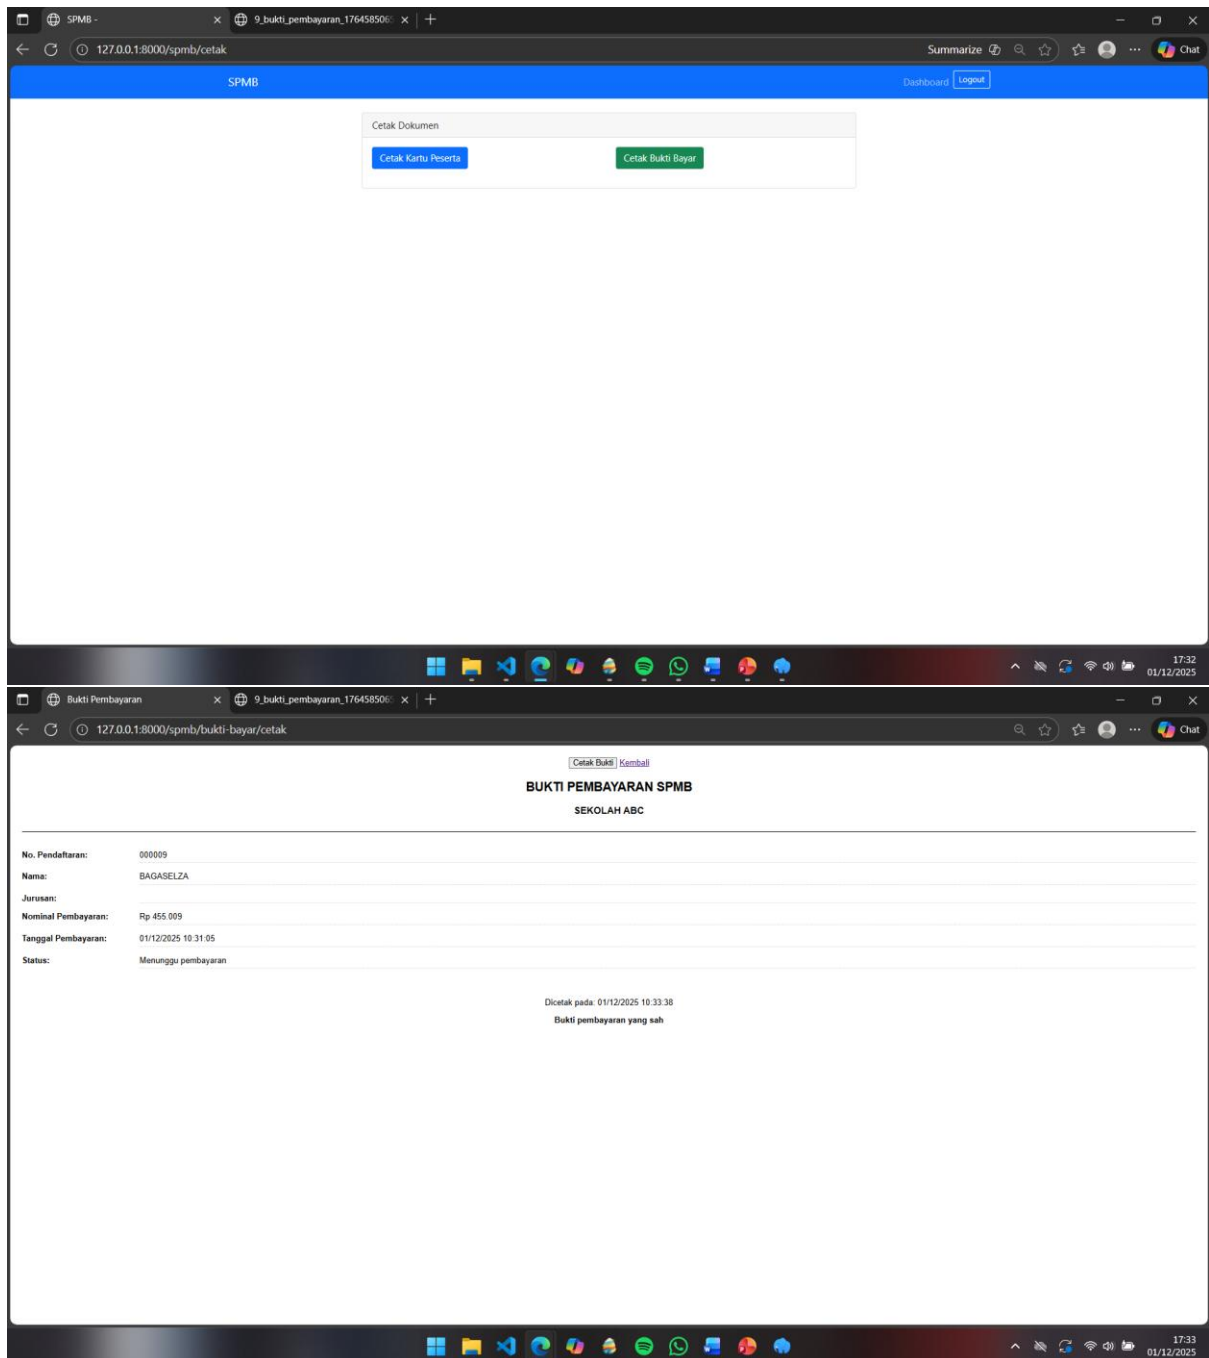 SPMB -
9_bukti_pembayaran_176458506
127.0.0.1:8000/spmb/cetak
Summarize
Chat
SPMB
Dashboard
Logout
Cetak Dokumen
Cetak Kartu Peserta
Cetak Bukti Bayar
17:32
01/12/2025
Bukti Pembayaran
9_bukti_pembayaran_176458506
127.0.0.1:8000/spmb/bukti-bayar/cetak
Chat
Cetak Bukti Kembali
BUKTI PEMBAYARAN SPMB
SEKOLAH ABC
No. Pendaftaran: 000009
Nama: BAGASELZA
Jurusan:
Nominal Pembayaran: Rp 455.009
Tanggal Pembayaran: 01/12/2025 10:31:05
Status: Menunggu pembayaran
Dicetak pada: 01/12/2025 10:33:38
Bukti pembayaran yang sah
17:33
01/12/2025